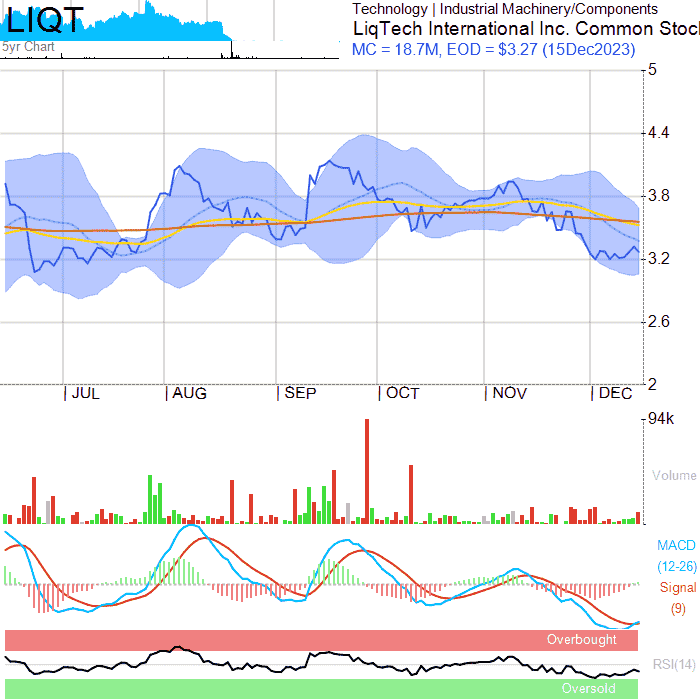 LIQT
5yr Chart
Technology | Industrial Machinery/Components
LiqTech International Inc. Common Stoc
MC = 18.7M, EOD = $3.27 (15Dec2023)
5
4.4
3.8
3.2
2.6
2
JUL AUG SEP OCT NOV DEC
94k
Volume
MACD
(12-26)
Signal
(9)
Overbought
RSI(14)
Oversold